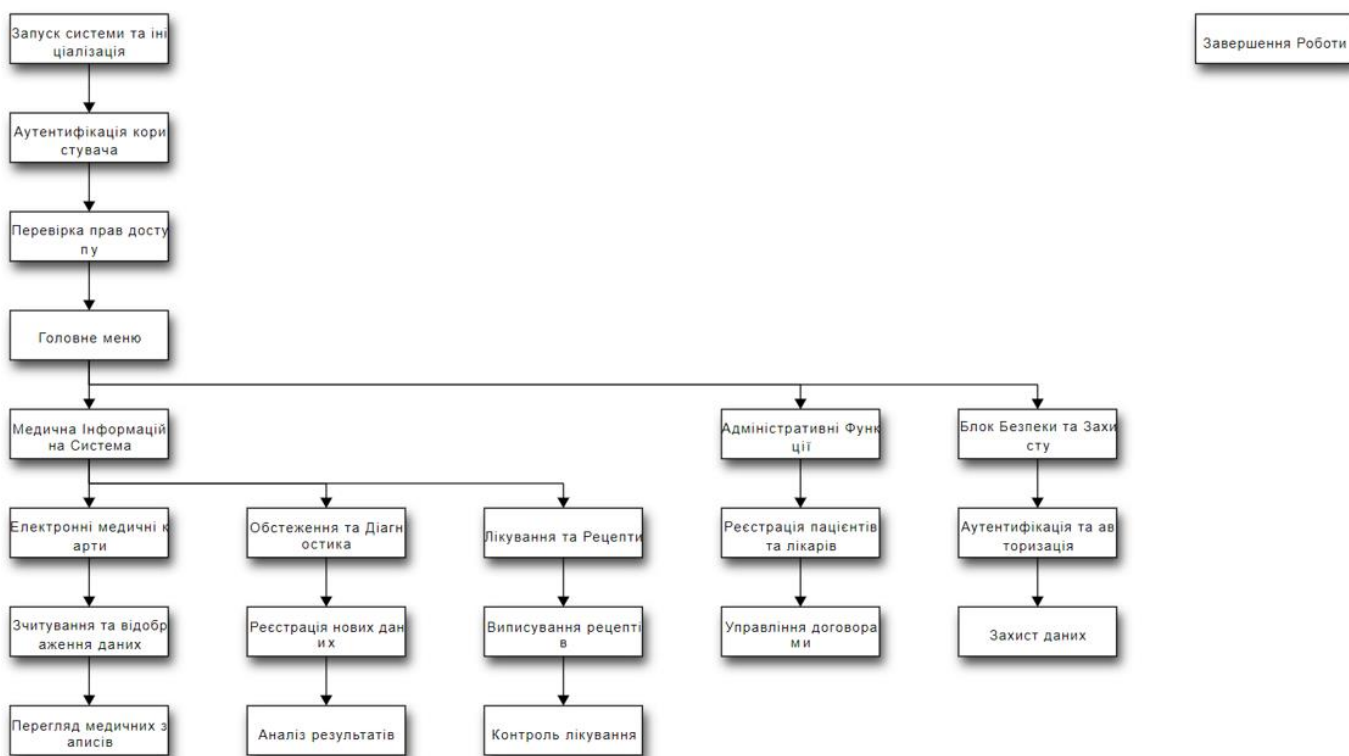 Запуск системи та іні
ціалізація
Завершення Роботи
Аутентифікація кори
стувача
Перевірка прав досту
пу
Головне меню
Медична Інформацій
на Система
Адміністративні Функ
ції
Блок Безпеки та Захи
сту
Електронні медичні к
арти
Обстеження та Діагн
остика
Лікування та Рецепти
Реєстрація пацієнтів
та лікарів
Аутентифікація та ав
торизація
Зчитування та відобр
аження даних
Реєстрація нових дан
их
Виписування рецепті
в
Управління договора
ми
Захист даних
Перегляд медичних з
аписів
Аналіз результатів
Контроль лікування